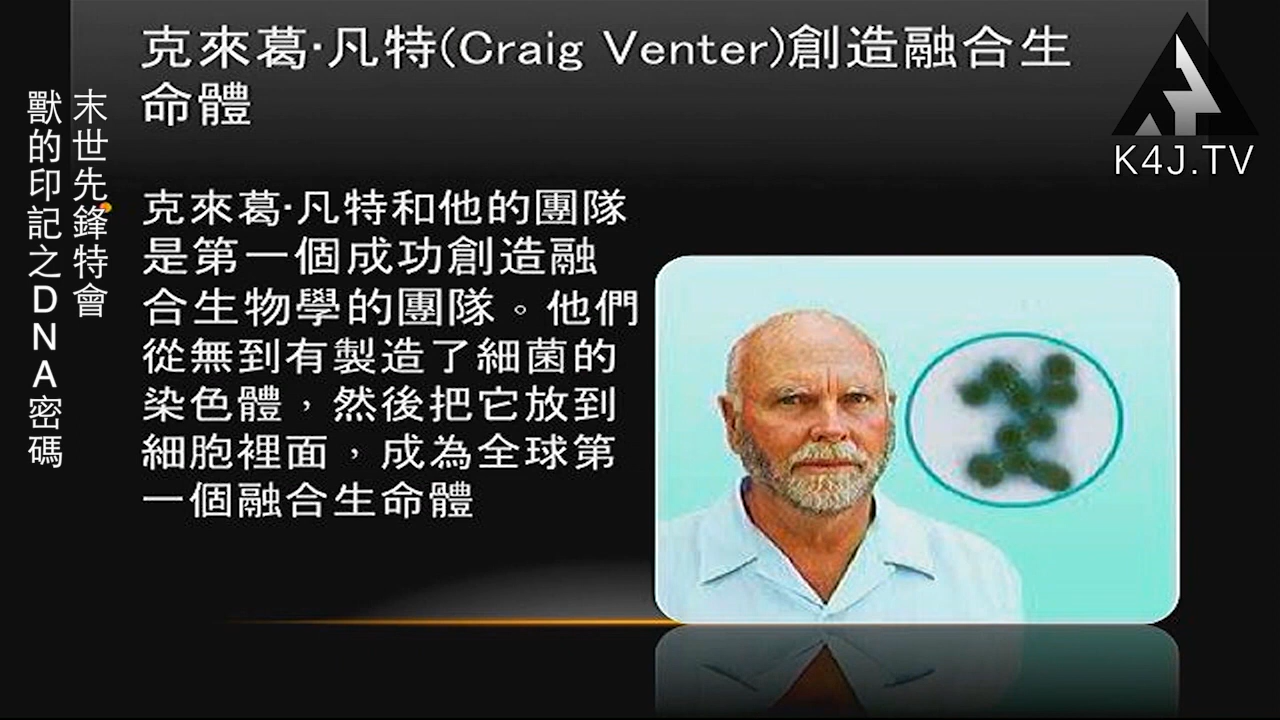 克來葛·凡特(Craig Venter)創造融合生
命體
克來葛·凡特和他的團隊
是第一個成功創造融
合生物學的團隊。他們
從無到有製造了細菌的
染色體，然後把它放到
細胞裡面，成為全球第
一個融合生命體
末世先鋒特會
獸的印記之DNA密碼
K4J.TV